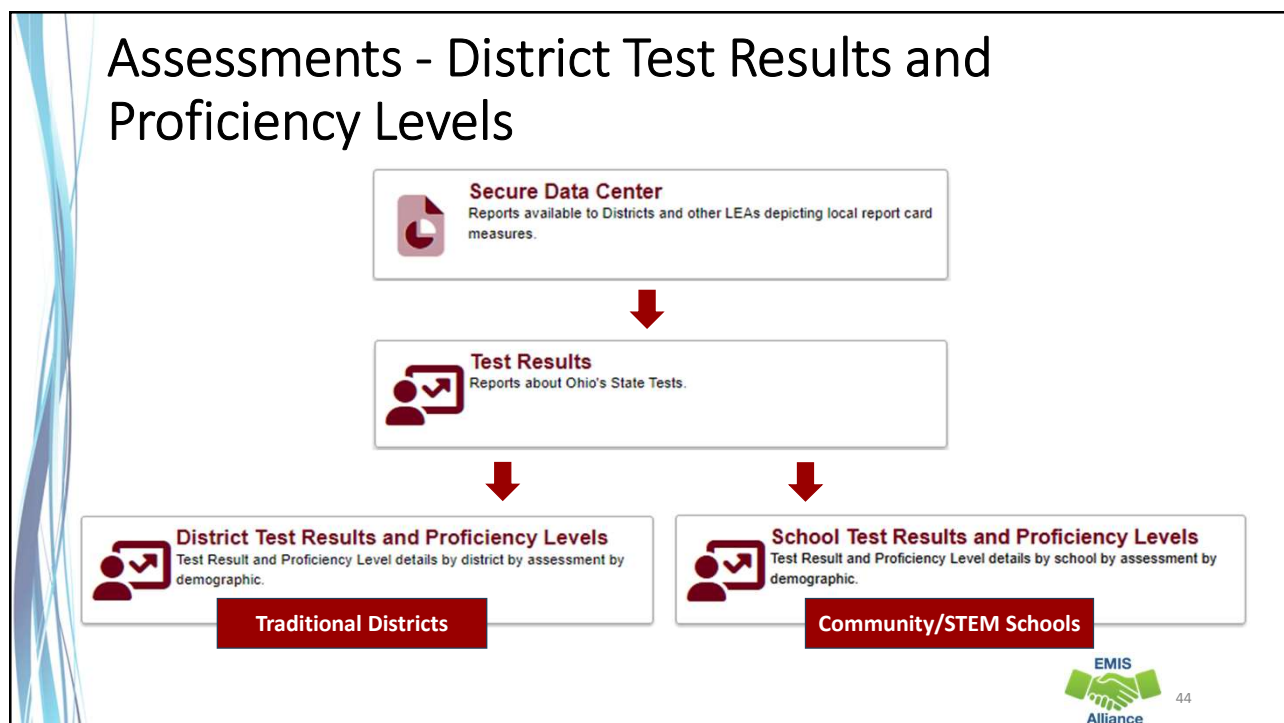 Assessments - District Test Results and
Proficiency Levels
Secure Data Center
Reports available to Districts and other LEAs depicting local report card
measures.
Test Results
Reports about Ohio's State Tests.
District Test Results and Proficiency Levels
Test Result and Proficiency Level details by district by assessment by
demographic.
Traditional Districts
School Test Results and Proficiency Levels
Test Result and Proficiency Level details by school by assessment by
demographic.
Community/STEM Schools
EMIS
Alliance
44